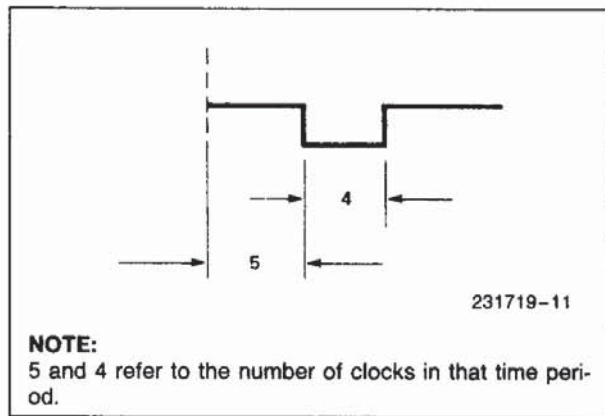 4
5
231719-11
NOTE:
5 and 4 refer to the number of clocks in that time peri-
od.